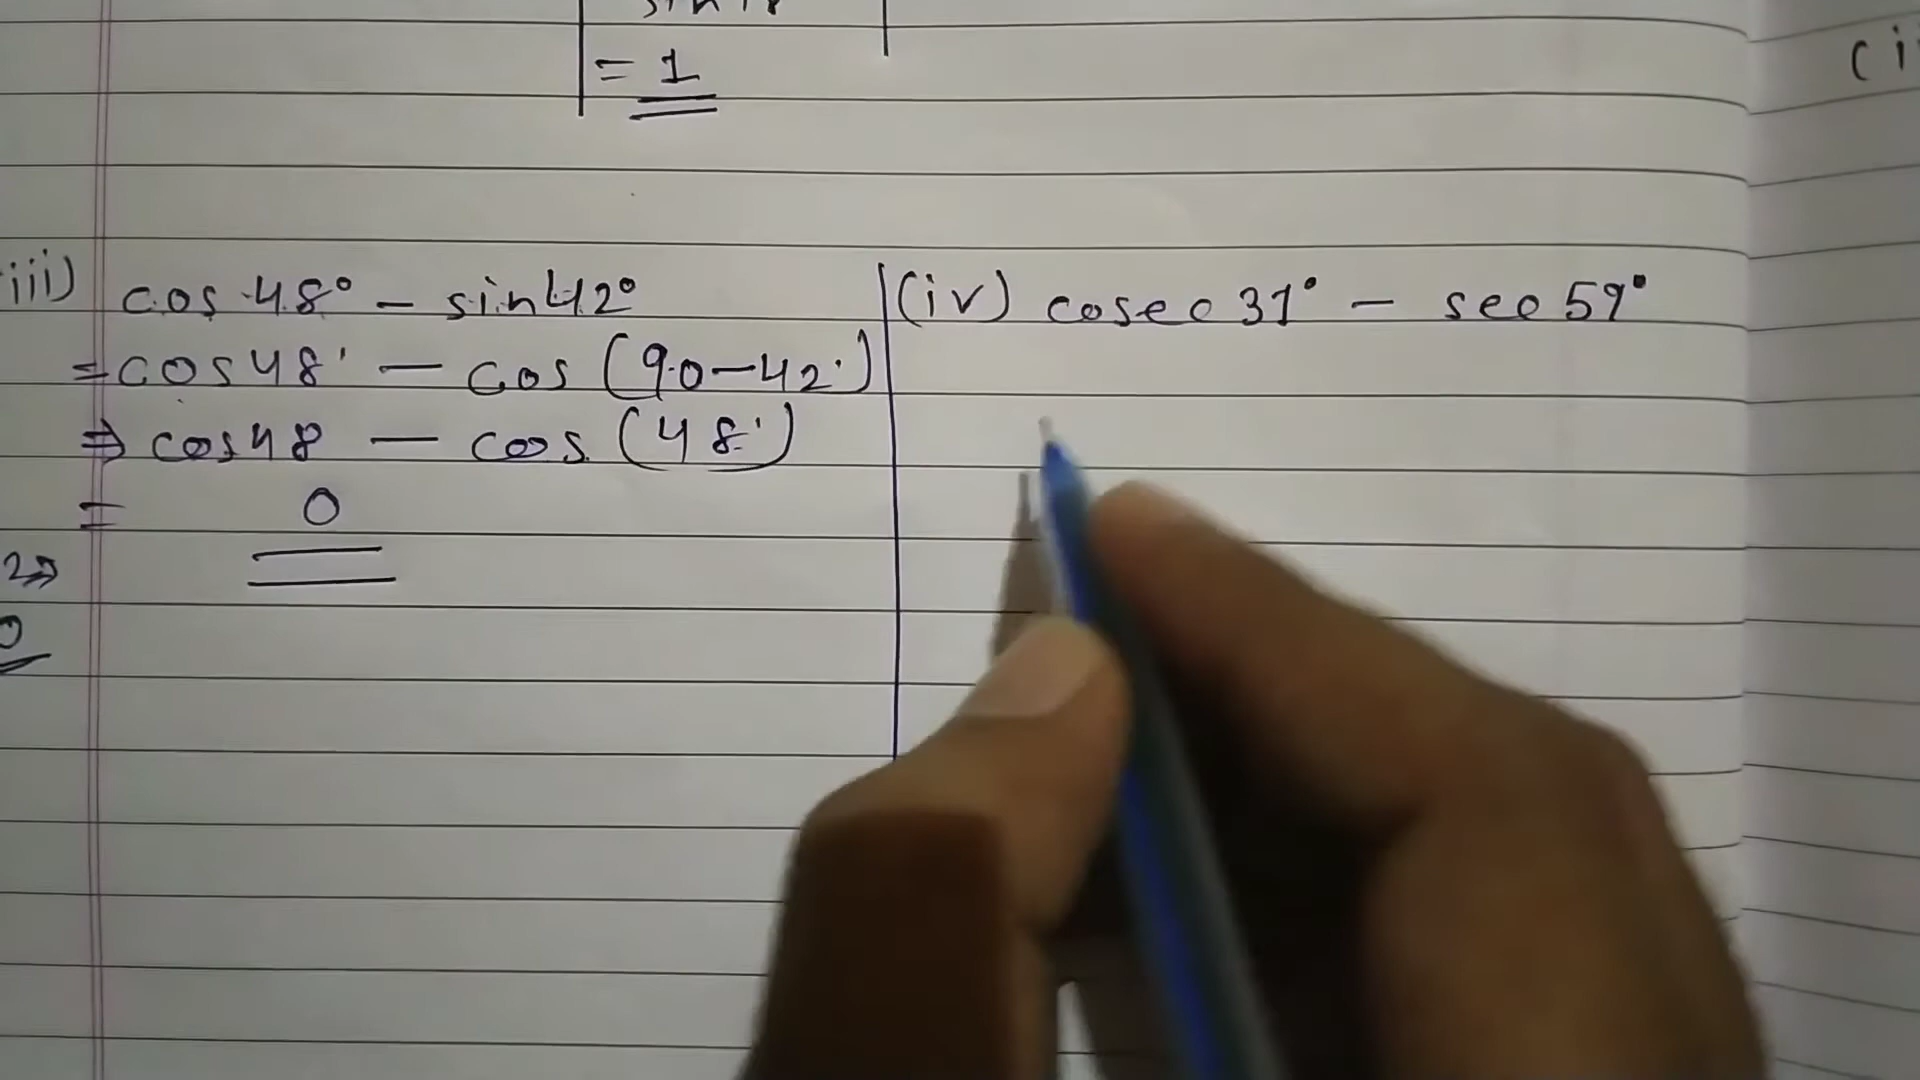 = 1
iii) cos 48° - sin 42°
= cos 48° - cos (90-42°)
⇒ cos 48 - cos (48°)
= 0
(iv) cosec 31° - sec 59°